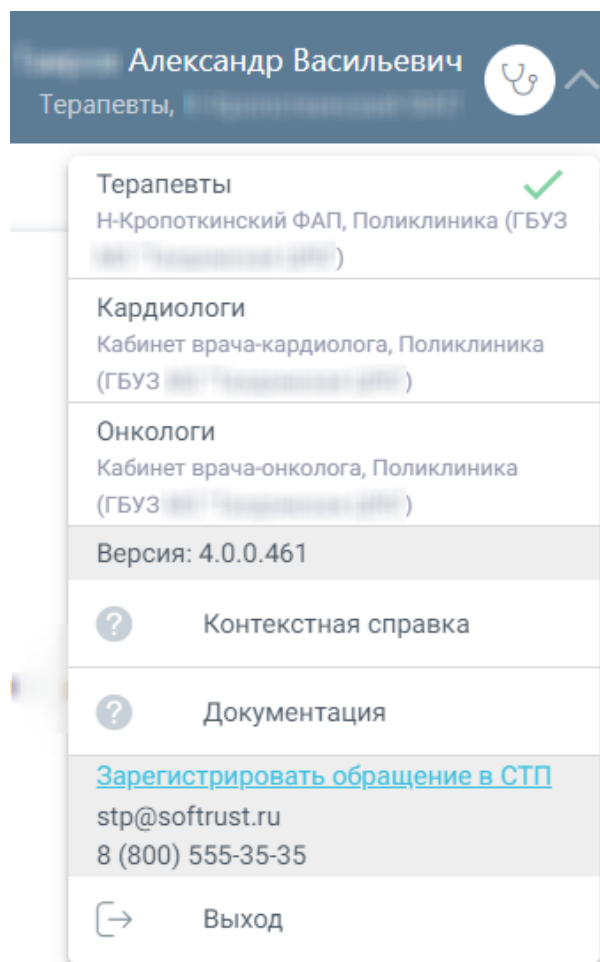 Александр Васильевич
Терапевты,
Терапевты
Н-Кропоткинский ФАП, Поликлиника (ГБУЗ
)
Кардиологи
Кабинет врача-кардиолога, Поликлиника
(ГБУЗ )
Онкологи
Кабинет врача-онколога, Поликлиника
(ГБУЗ )
Версия: 4.0.0.461
? Контекстная справка
? Документация
Зарегистрировать обращение в СТП
stp@softrust.ru
8 (800) 555-35-35
Выход